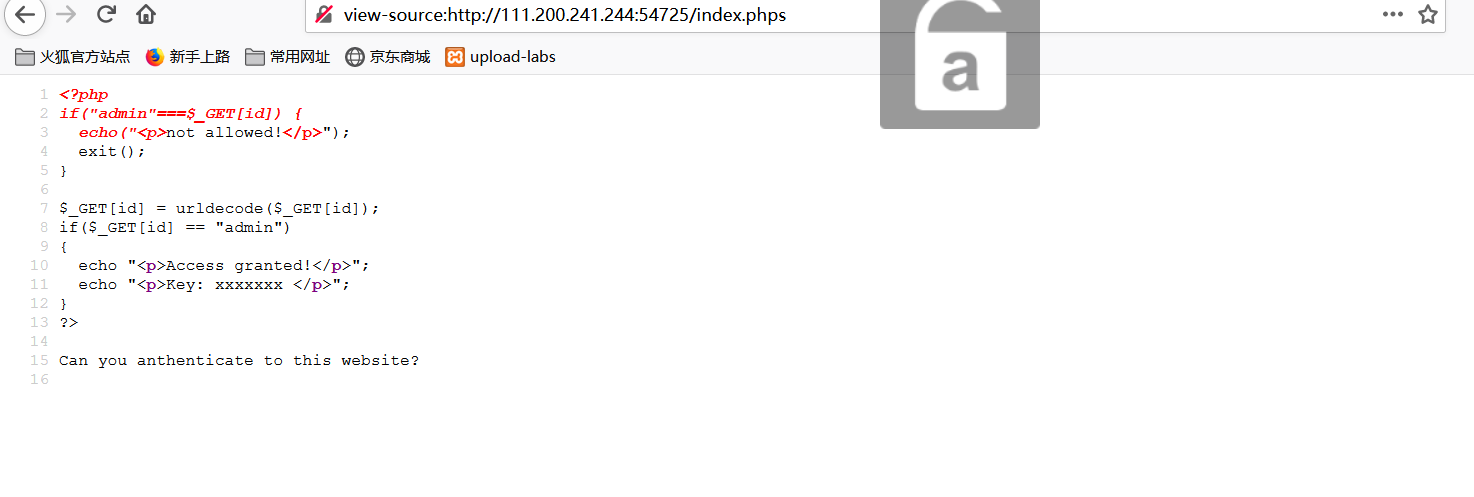 view-source:http://111.200.241.244:54725/index.phps
火狐官方站点 新手上路 常用网址 京东商城 upload-labs
a
1 <?php
2 if("admin"===$_GET[id]) {
3   echo("<p>not allowed!</p>");
4   exit();
5 }
6
7 $_GET[id] = urldecode($_GET[id]);
8 if($_GET[id] == "admin")
9 {
10   echo "<p>Access granted!</p>";
11   echo "<p>Key: xxxxxxx </p>";
12 }
13 ?>
14
15 Can you anthenticate to this website?
16